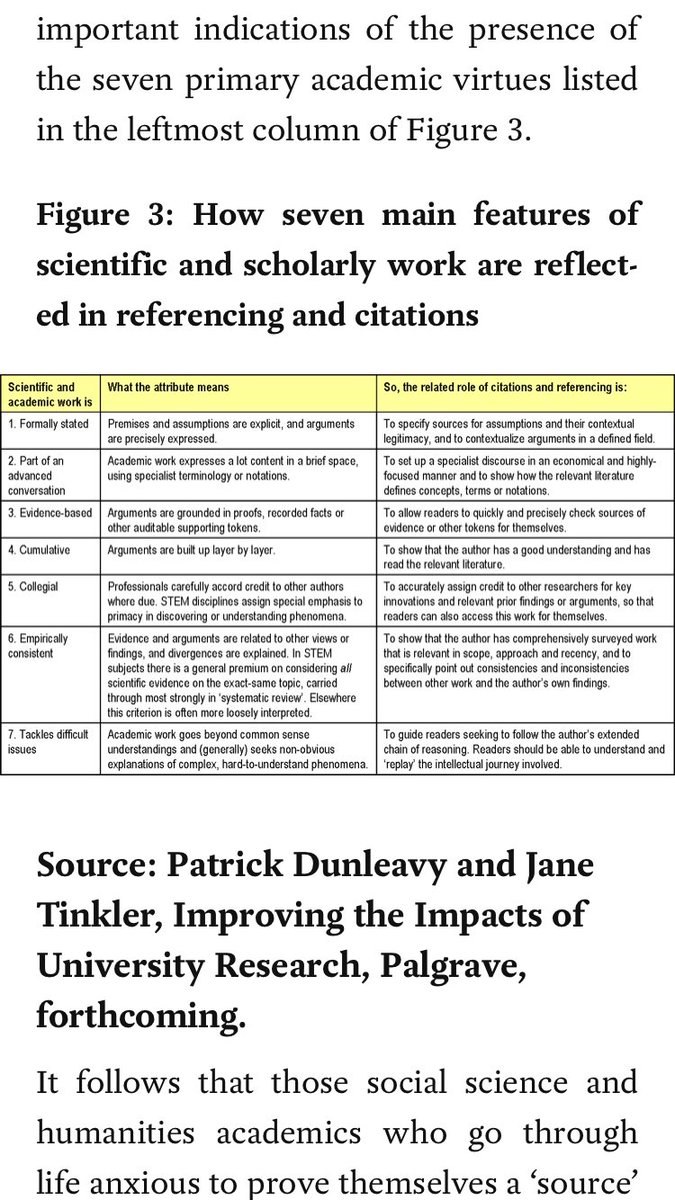 important indications of the presence of
the seven primary academic virtues listed
in the leftmost column of Figure 3.
Figure 3: How seven main features of
scientific and scholarly work are reflect-
ed in referencing and citations
Scientific and
academic work is
What the attribute means
So, the related role of citations and referencing is:
1. Formally stated
Premises and assumptions are explicit, and arguments
are precisely expressed.
To specify sources for assumptions and their contextual
legitimacy, and to contextualize arguments in a defined field.
2. Part of an
advanced
conversation
Academic work expresses a lot content in a brief space,
using specialist terminology or notations.
To set up a specialist discourse in an economical and highly-
focused manner and to show how the relevant literature
defines concepts, terms or notations.
3. Evidence-based
Arguments are grounded in proofs, recorded facts or
other auditable supporting tokens.
To allow readers to quickly and precisely check sources of
evidence or other tokens for themselves.
4. Cumulative
Arguments are built up layer by layer.
To show that the author has a good understanding and has
read the relevant literature.
5. Collegial
Professionals carefully accord credit to other authors
where due. STEM disciplines assign special emphasis to
primacy in discovering or understanding phenomena.
To accurately assign credit to other researchers for key
innovations and relevant prior findings or arguments, so that
readers can also access this work for themselves.
6. Empirically
consistent
Evidence and arguments are related to other views or
findings, and divergences are explained. In STEM
subjects there is a general premium on considering all
scientific evidence on the exact-same topic, carried
through most strongly in 'systematic review'. Elsewhere
this criterion is often more loosely interpreted.
To show that the author has comprehensively surveyed work
that is relevant in scope, approach and recency, and to
specifically point out consistencies and inconsistencies
between other work and the author's own findings.
7. Tackles difficult
issues
Academic work goes beyond common sense
understandings and (generally) seeks non-obvious
explanations of complex, hard-to-understand phenomena.
To guide readers seeking to follow the author's extended
chain of reasoning. Readers should be able to understand and
'replay' the intellectual journey involved.
Source: Patrick Dunleavy and Jane
Tinkler, Improving the Impacts of
University Research, Palgrave,
forthcoming.
It follows that those social science and
humanities academics who go through
life anxious to prove themselves a ‘source’